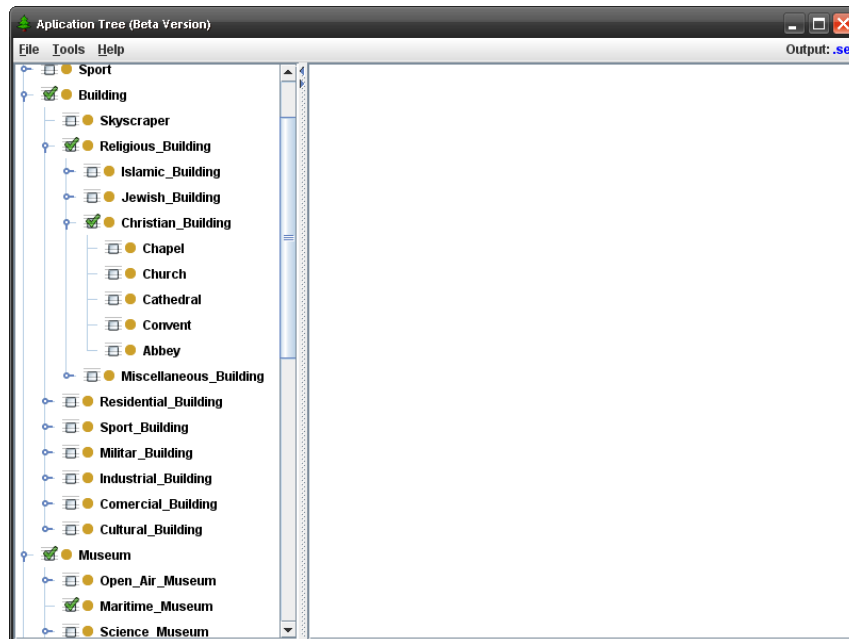 Aplication Tree (Beta Version)
File Tools Help Output: .se
Sport
Building
Skyscraper
Religious_Building
Islamic_Building
Jewish_Building
Christian_Building
Chapel
Church
Cathedral
Convent
Abbey
Miscellaneous_Building
Residential_Building
Sport_Building
Militar_Building
Industrial_Building
Comercial_Building
Cultural_Building
Museum
Open_Air_Museum
Maritime_Museum
Science_Museum